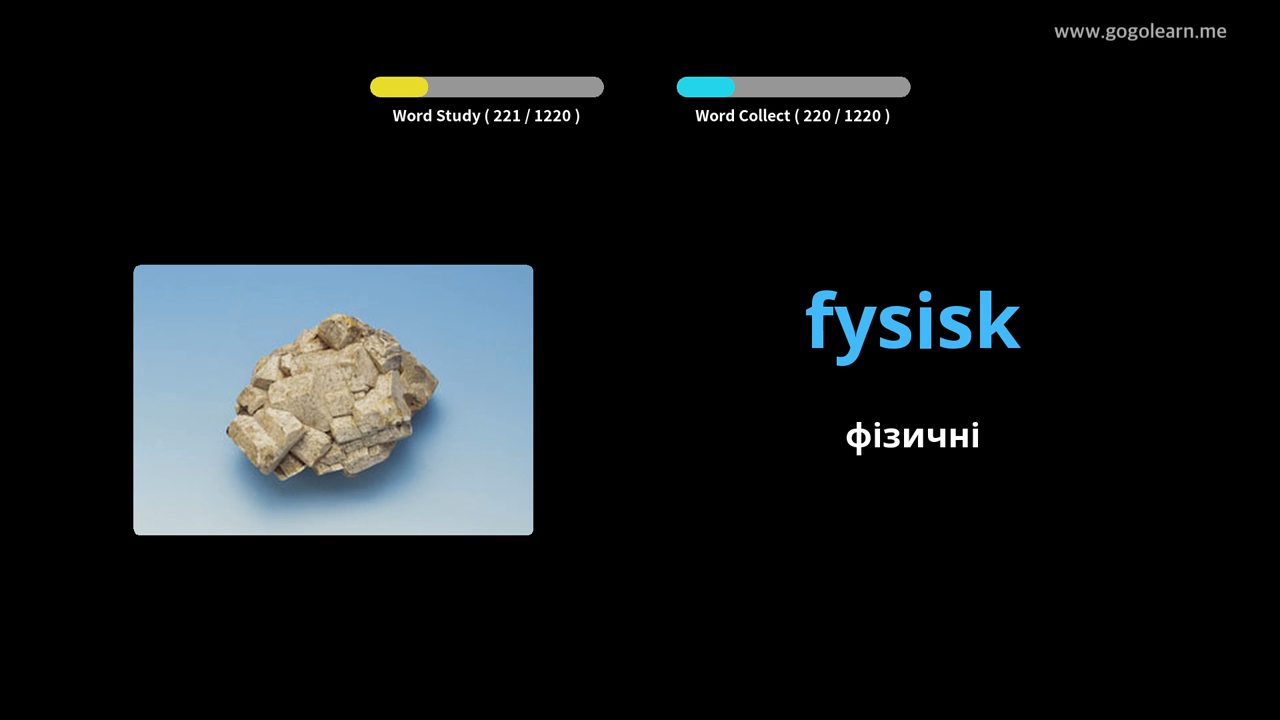 www.gogolearn.me
Word Study ( 221 / 1220 )
Word Collect ( 220 / 1220 )
fysisk
фізичні